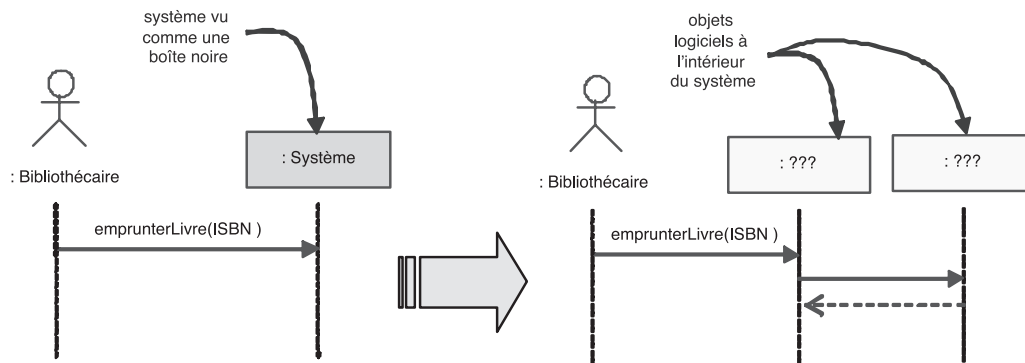 système vu
comme une
boîte noire
: Système
: Bibliothécaire
emprunterLivre(ISBN )
objets
logiciels à
l'intérieur
du système
: ???
: ???
: Bibliothécaire
emprunterLivre(ISBN )